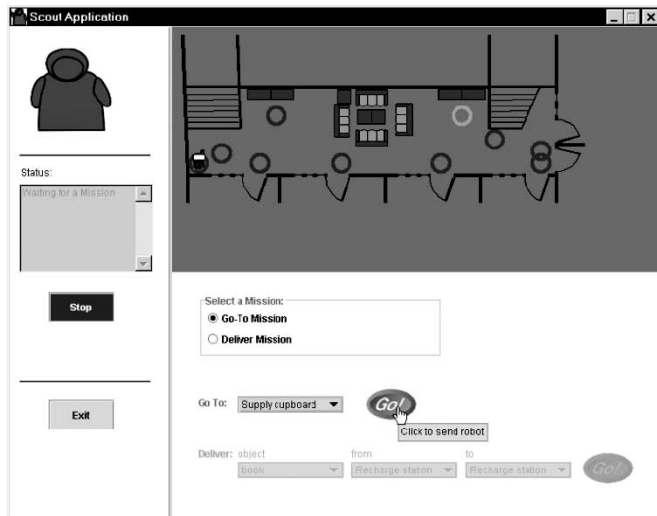 Scout Application
Status:
Waiting for a Mission
Stop
Exit
Select a Mission:
Go-To Mission
Deliver Mission
Go To: Supply cupboard Go!
Click to send robot
Deliver: object from to
book Recharge station Recharge station Go!